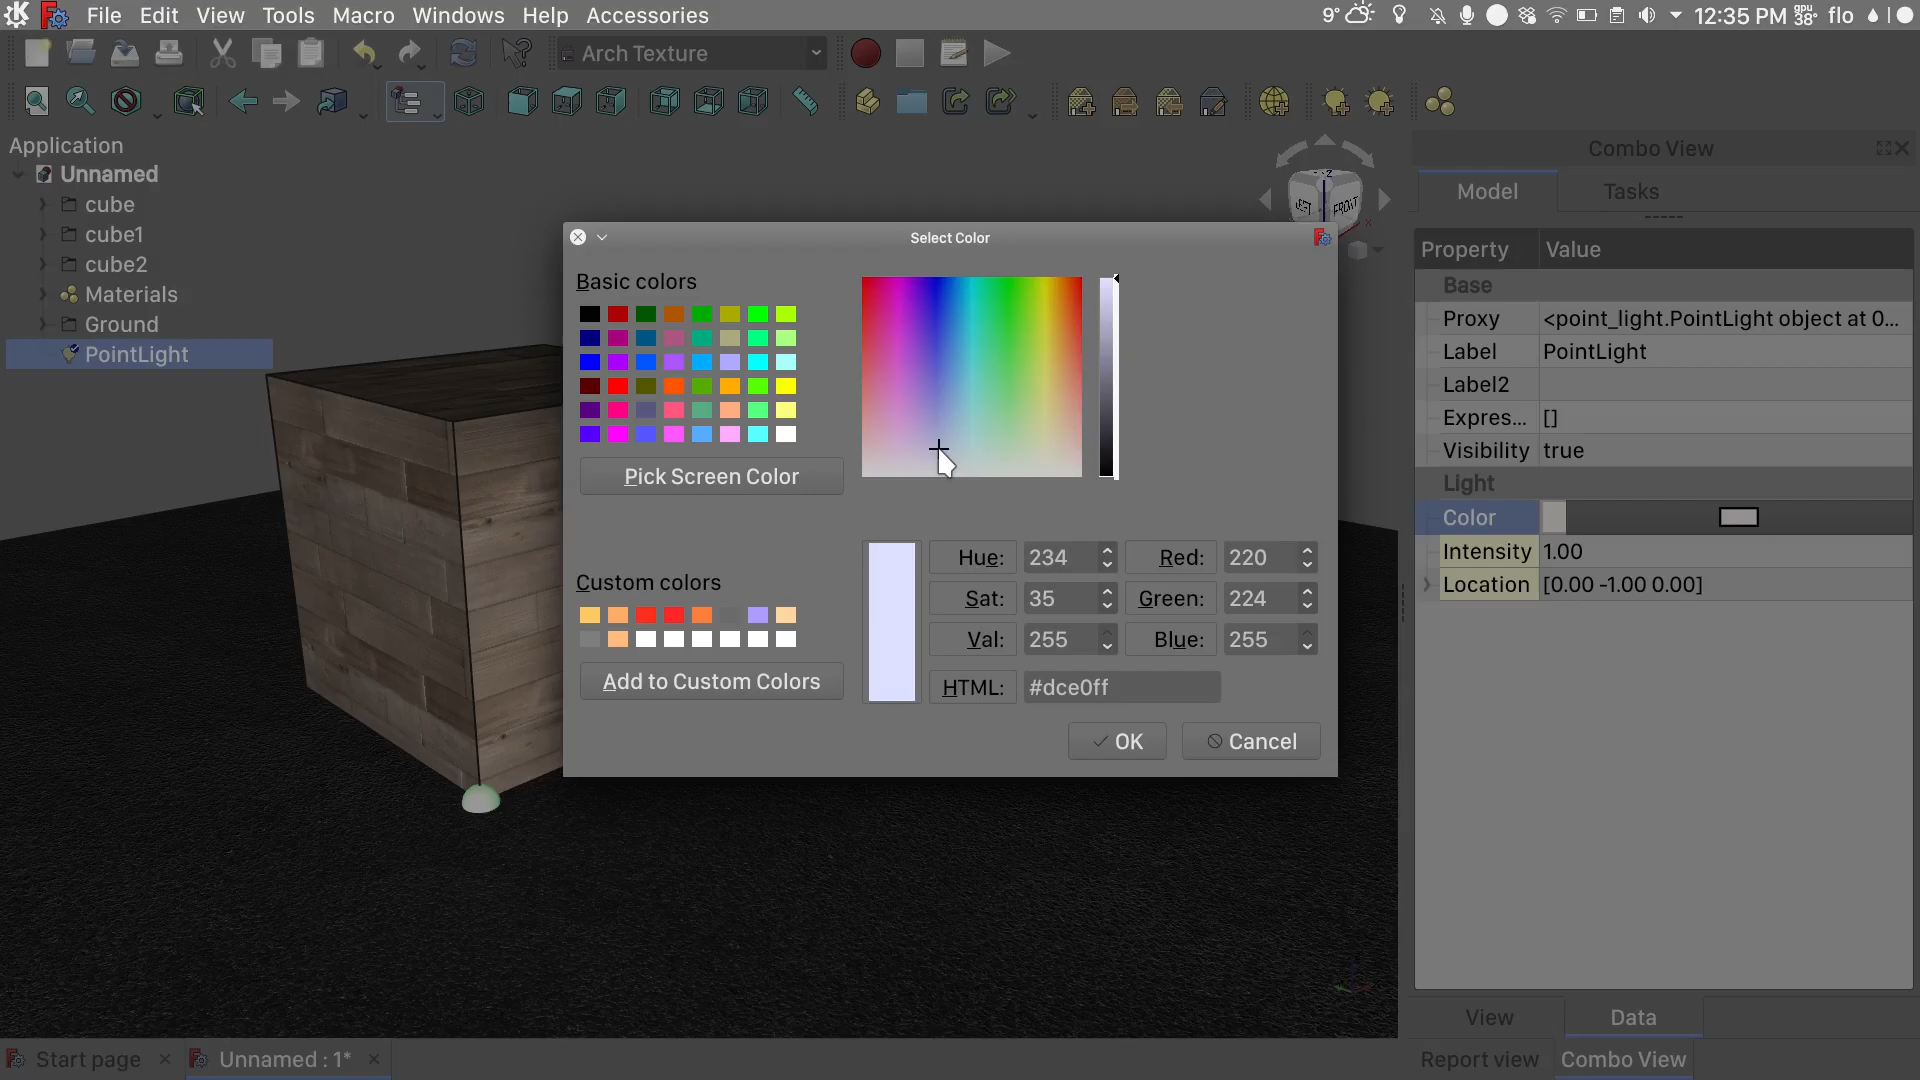 File Edit View Tools Macro Windows Help Accessories
9° 12:35 PM gpu 38° flo
Arch Texture
Application
Unnamed
cube
cube1
cube2
Materials
Ground
PointLight
FRONT
Select Color
Basic colors
Pick Screen Color
Custom colors
Add to Custom Colors
Hue: 234 Red: 220
Sat: 35 Green: 224
Val: 255 Blue: 255
HTML: #dce0ff
OK Cancel
Combo View
Model Tasks
Property Value
Base
Proxy <point_light.PointLight object at 0...
Label PointLight
Label2
Expres... []
Visibility true
Light
Color
Intensity 1.00
Location [0.00 -1.00 0.00]
View Data
Start page Unnamed : 1* Report view Combo View